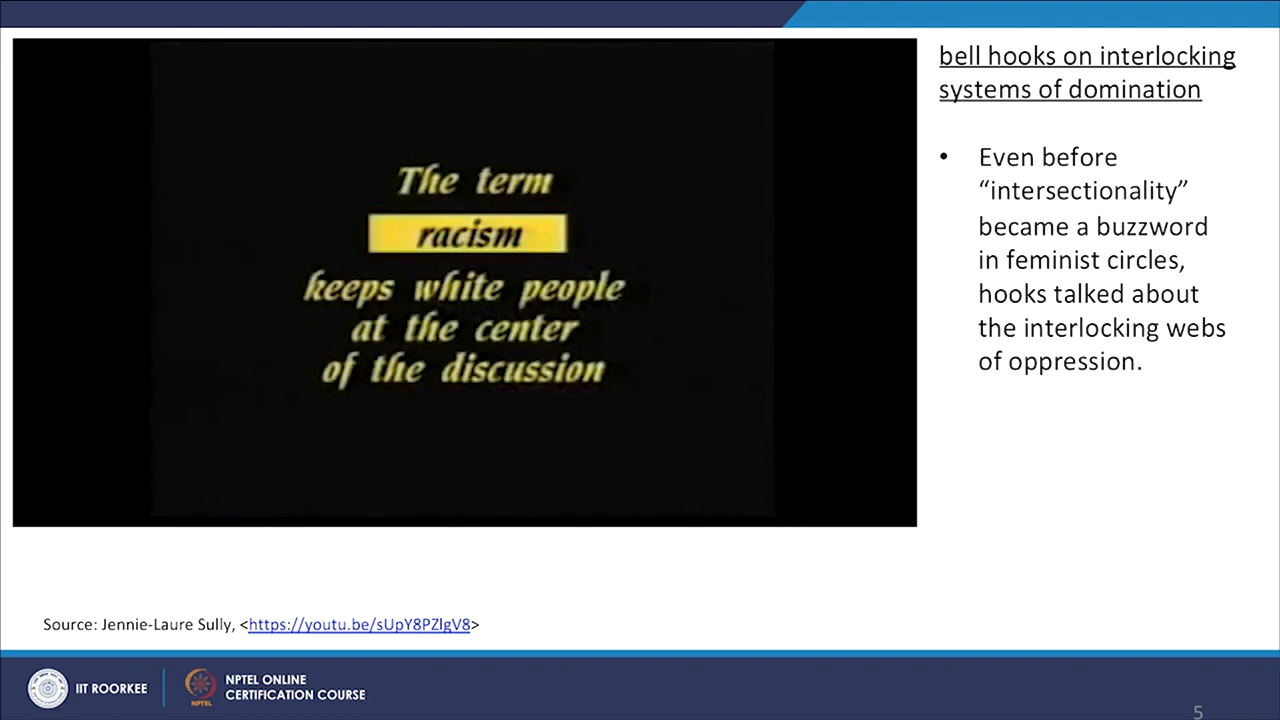 The term
racism
keeps white people
at the center
of the discussion
bell hooks on interlocking
systems of domination
• Even before
“intersectionality”
became a buzzword
in feminist circles,
hooks talked about
the interlocking webs
of oppression.
Source: Jennie-Laure Sully, <https://youtu.be/sUpY8PZlgV8>
IIT ROORKEE
NPTEL
NPTEL ONLINE
CERTIFICATION COURSE
5